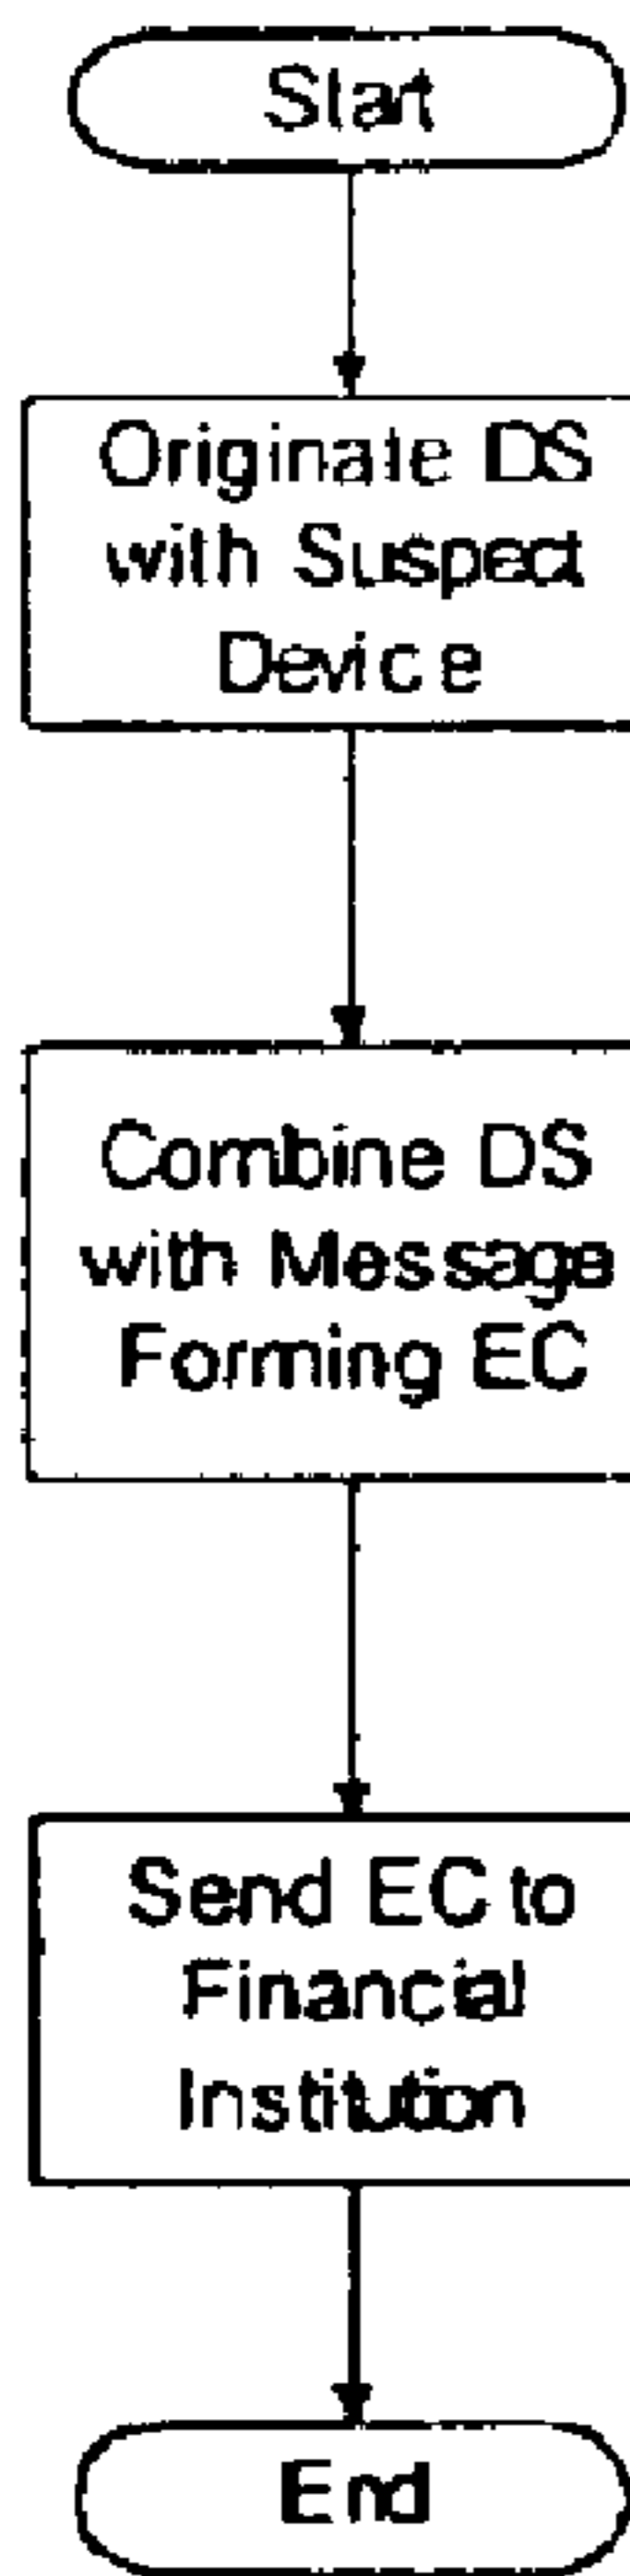 Start
Originate DS
with Suspect
Device
Combine DS
with Message
Forming EC
Send EC to
Financial
Institution
End